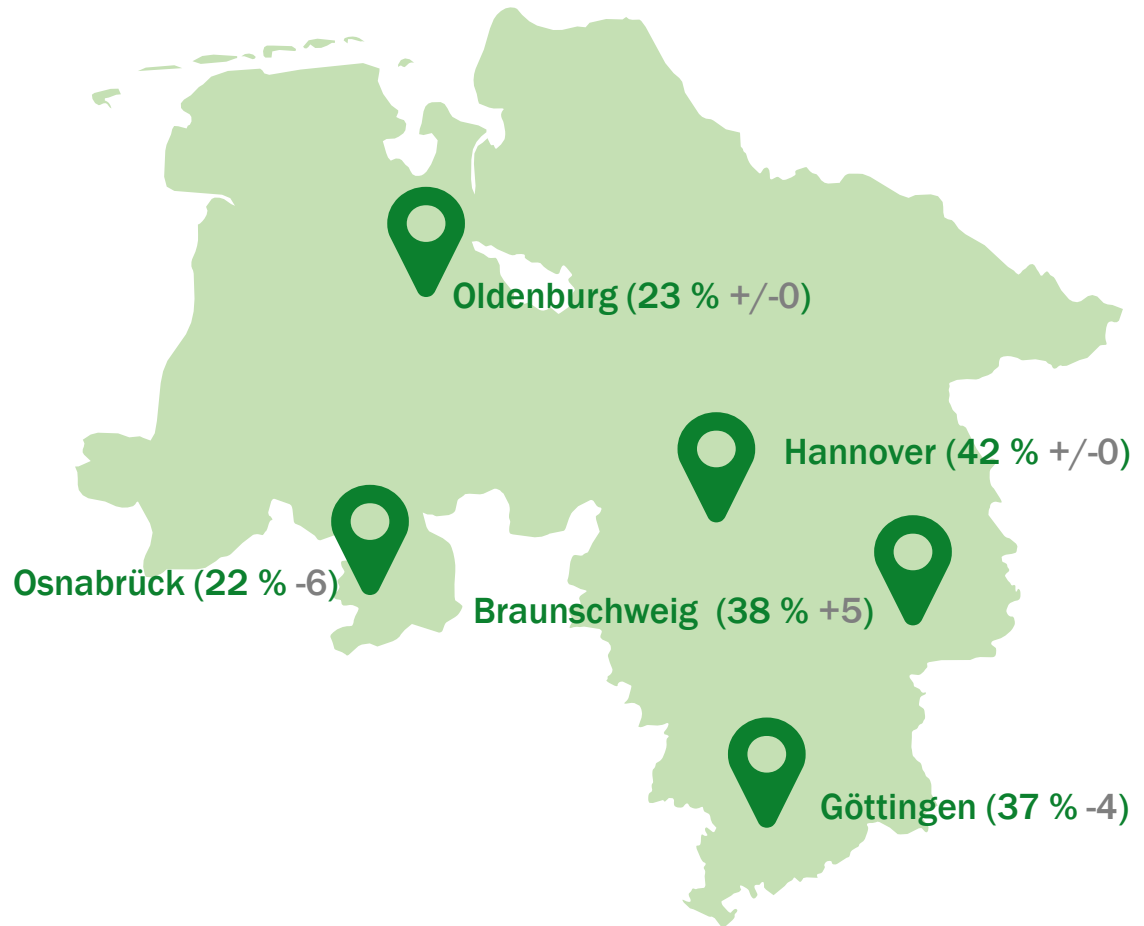 Oldenburg (23 % +/-0)
Hannover (42 % +/-0)
Osnabrück (22 % -6)
Braunschweig (38 % +5)
Göttingen (37 % -4)